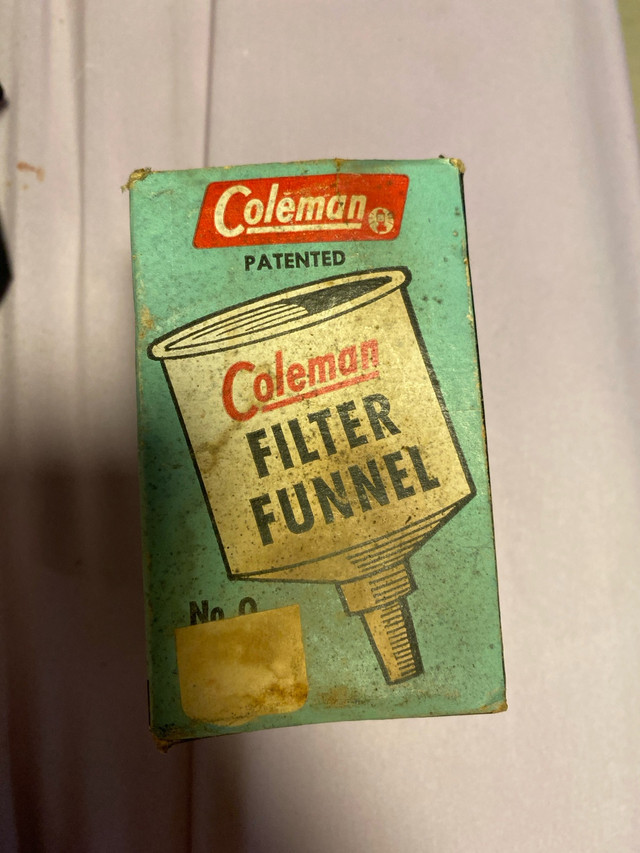 Coleman
PATENTED
Coleman
FILTER
FUNNEL
No. 0